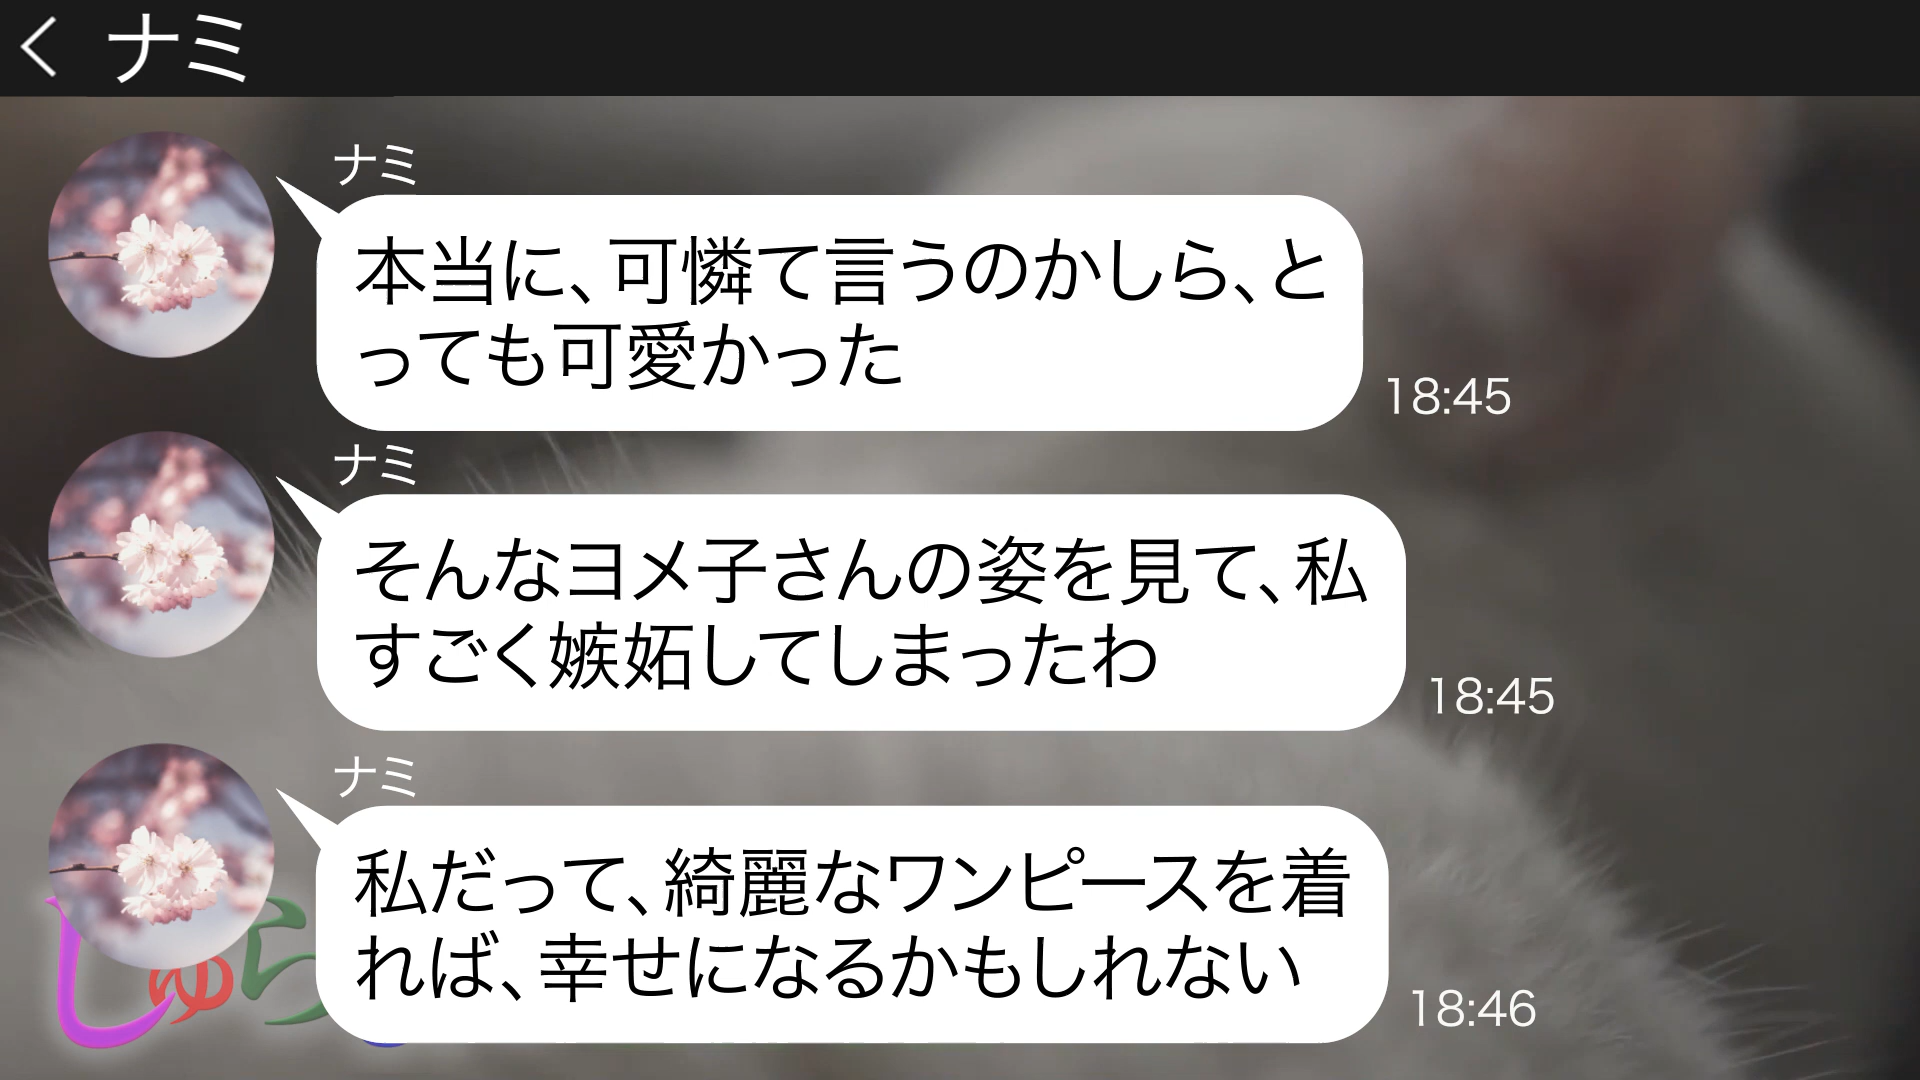 ナミ
ナミ
本当に、可憐て言うのかしら、と
っても可愛かった
18:45
ナミ
そんなヨメ子さんの姿を見て、私
すごく嫉妬してしまったわ
18:45
ナミ
私だって、綺麗なワンピースを着
れば、幸せになるかもしれない
18:46
しゅら